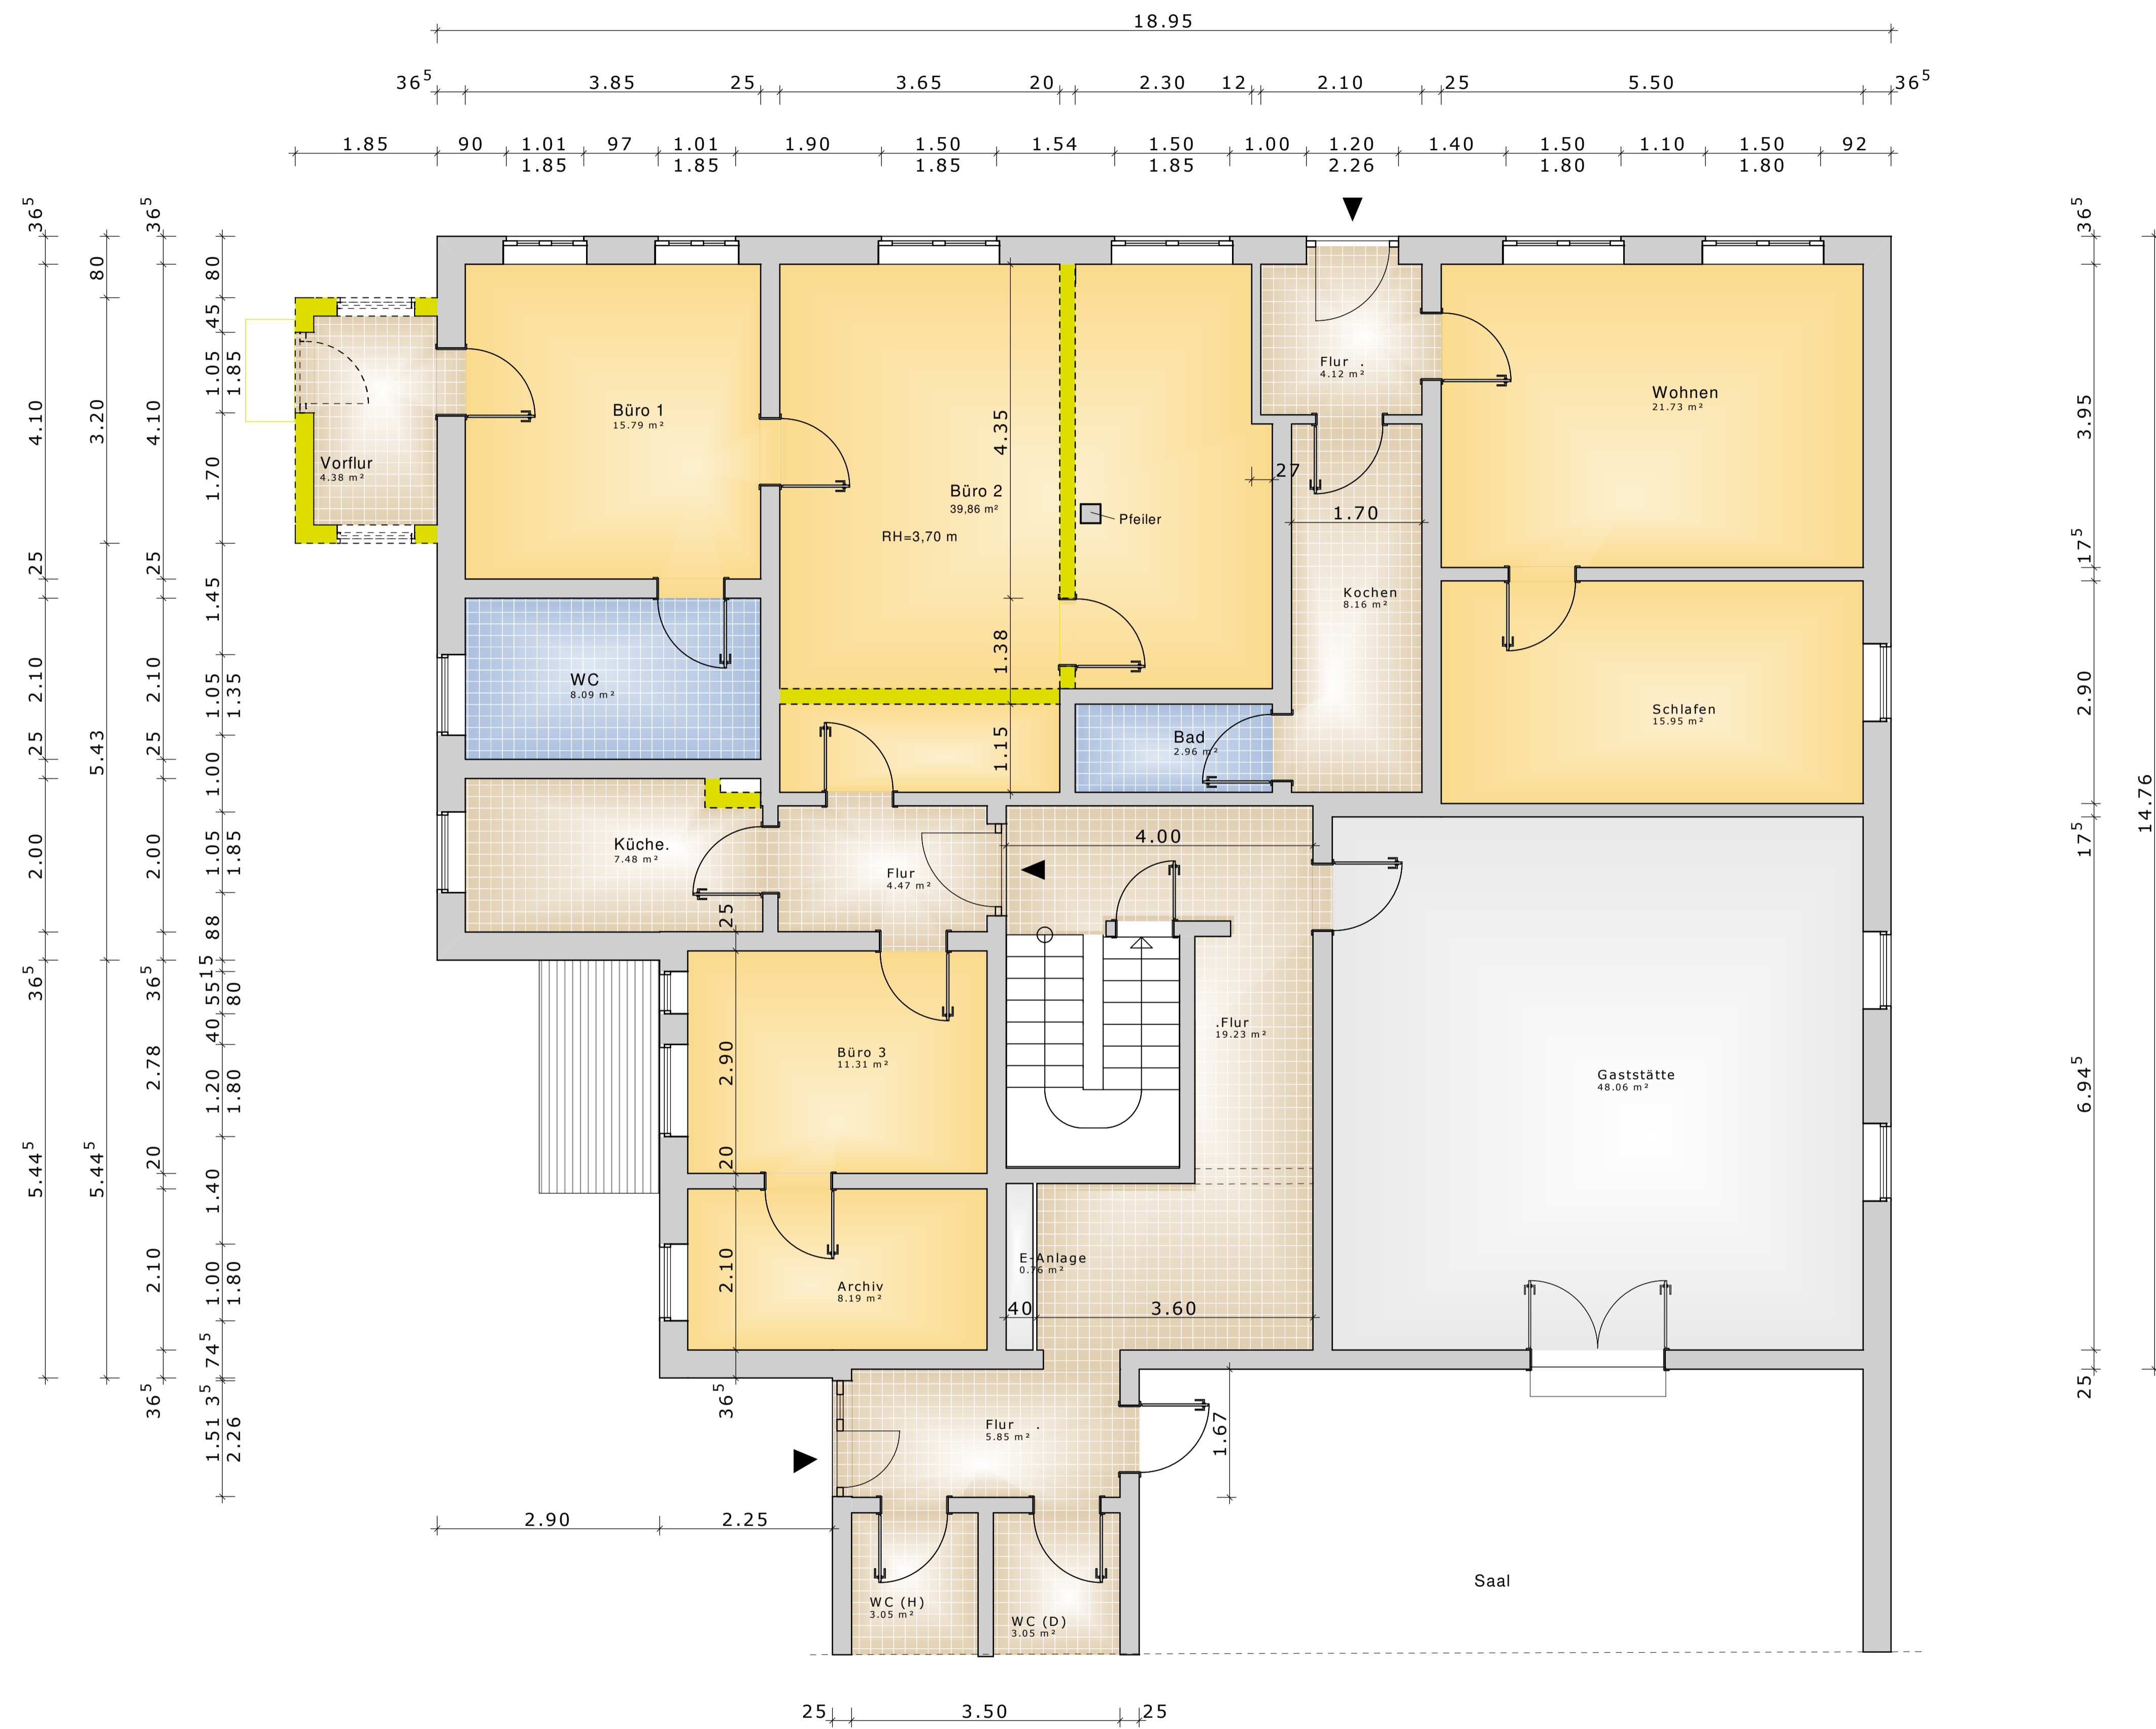 18.95
36⁵ 3.85 25 3.65 20 2.30 12 2.10 25 5.50 36⁵
1.85 90 1.01 97 1.01 1.90 1.50 1.54 1.50 1.00 1.20 1.40 1.50 1.10 1.50 92
1.85 1.85 1.85 1.85 2.26 1.80 1.80
36⁵
4.10
25
2.10
25
2.00
36⁵
5.44⁵
80
3.20
5.43
5.44⁵
36⁵
4.10
25
2.10
25
2.00
36⁵
2.78
20
2.10
36⁵
80
45
1.05
1.85
1.70
1.45
1.05
1.35
1.00
1.05
1.85
88
15
55
80
40
1.20
1.80
1.40
1.00
1.80
74⁵
3⁵
1.51
2.26
Vorflur
4.38 m²
Büro 1
15.79 m²
Büro 2
39,86 m²
RH=3,70 m
4.35
1.38
1.15
Pfeiler
27
Flur .
4.12 m²
Wohnen
21.73 m²
1.70
Kochen
8.16 m²
WC
8.09 m²
Bad
2.96 m²
Schlafen
15.95 m²
Küche.
7.48 m²
Flur
4.47 m²
4.00
25
2.90
20
2.10
36⁵
Büro 3
11.31 m²
.Flur
19.23 m²
Gaststätte
48.06 m²
E-Anlage
0.76 m²
Archiv
8.19 m²
40
3.60
Flur .
5.85 m²
1.67
2.90 2.25
WC (H)
3.05 m²
WC (D)
3.05 m²
Saal
25 3.50 25
36⁵
3.95
17⁵
2.90
17⁵
6.94⁵
25
14.76